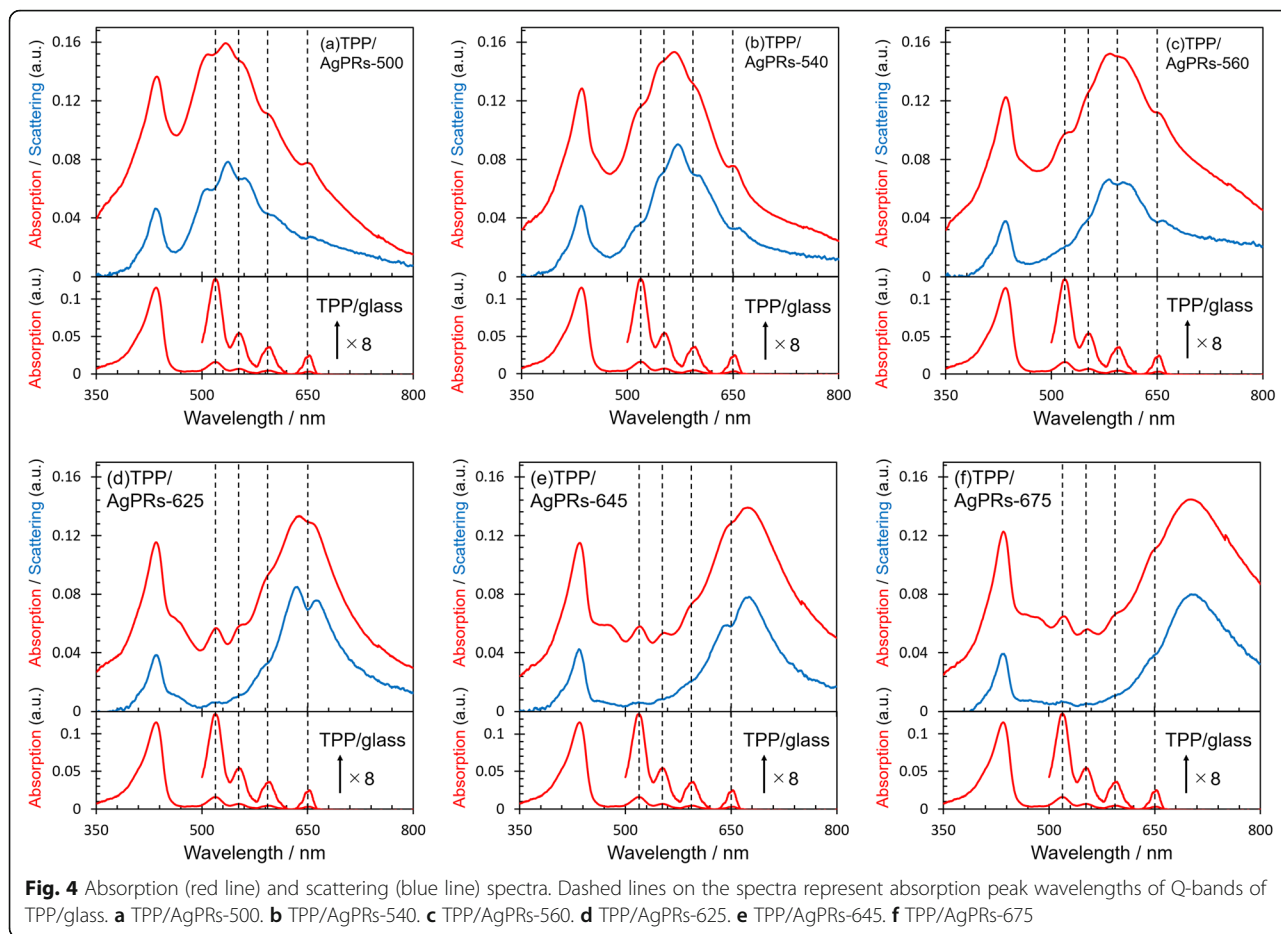 Absorption / Scattering (a.u.)
0.16
0.12
0.08
0.04
0
(a)TPP/
AgPRs-500
Absorption (a.u.)
0.1
0.05
0
TPP/glass
× 8
350
500
650
800
Wavelength / nm
Absorption / Scattering (a.u.)
0.16
0.12
0.08
0.04
0
(b)TPP/
AgPRs-540
Absorption (a.u.)
0.1
0.05
0
TPP/glass
× 8
350
500
650
800
Wavelength / nm
Absorption / Scattering (a.u.)
0.16
0.12
0.08
0.04
0
(c)TPP/
AgPRs-560
Absorption (a.u.)
0.1
0.05
0
TPP/glass
× 8
350
500
650
800
Wavelength / nm
Absorption / Scattering (a.u.)
0.16
0.12
0.08
0.04
0
(d)TPP/
AgPRs-625
Absorption (a.u.)
0.1
0.05
0
TPP/glass
× 8
350
500
650
800
Wavelength / nm
Absorption / Scattering (a.u.)
0.16
0.12
0.08
0.04
0
(e)TPP/
AgPRs-645
Absorption (a.u.)
0.1
0.05
0
TPP/glass
× 8
350
500
650
800
Wavelength / nm
Absorption / Scattering (a.u.)
0.16
0.12
0.08
0.04
0
(f)TPP/
AgPRs-675
Absorption (a.u.)
0.1
0.05
0
TPP/glass
× 8
350
500
650
800
Wavelength / nm
Fig. 4 Absorption (red line) and scattering (blue line) spectra. Dashed lines on the spectra represent absorption peak wavelengths of Q-bands of
TPP/glass. a TPP/AgPRs-500. b TPP/AgPRs-540. c TPP/AgPRs-560. d TPP/AgPRs-625. e TPP/AgPRs-645. f TPP/AgPRs-675